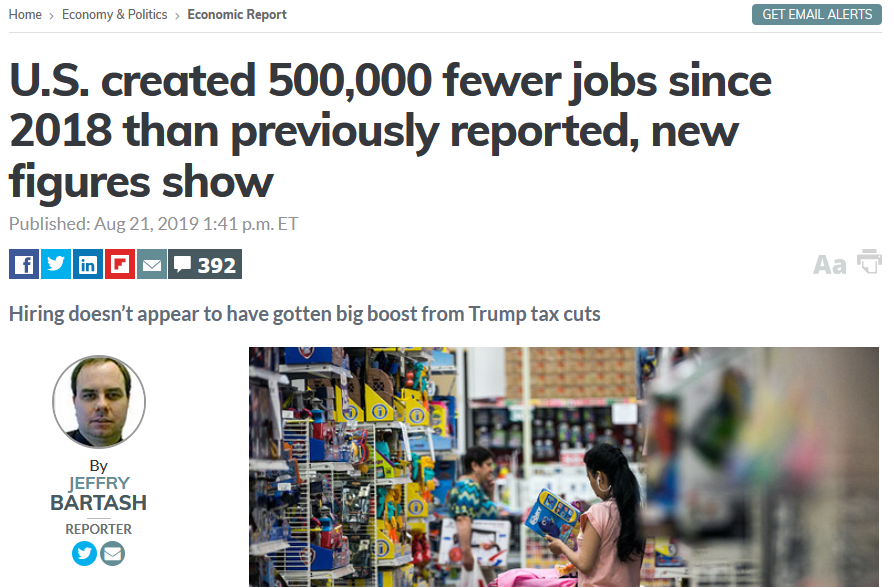 Home › Economy & Politics › Economic Report
GET EMAIL ALERTS
U.S. created 500,000 fewer jobs since
2018 than previously reported, new
figures show
Published: Aug 21, 2019 1:41 p.m. ET
f in 392
Aa
Hiring doesn’t appear to have gotten big boost from Trump tax cuts
By
JEFFRY
BARTASH
REPORTER